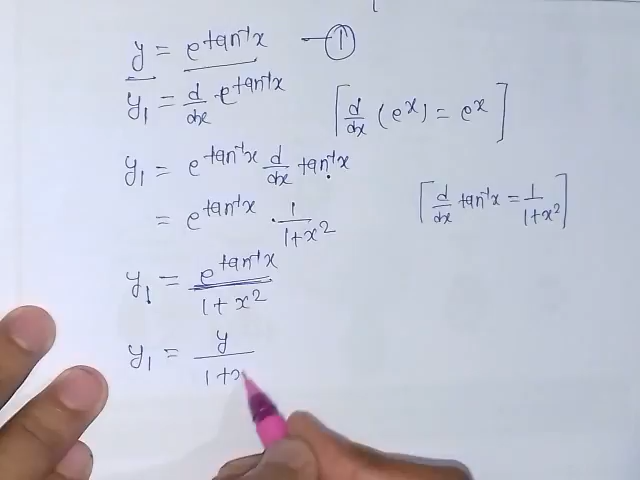 y = e^tan⁻¹x —①
y₁ = d/dx e^tan⁻¹x
[d/dx (e^x) = e^x]
y₁ = e^tan⁻¹x d/dx tan⁻¹x
= e^tan⁻¹x · 1/1+x²
[d/dx tan⁻¹x = 1/1+x²]
y₁ = e^tan⁻¹x/1+x²
y₁ = y/1+x